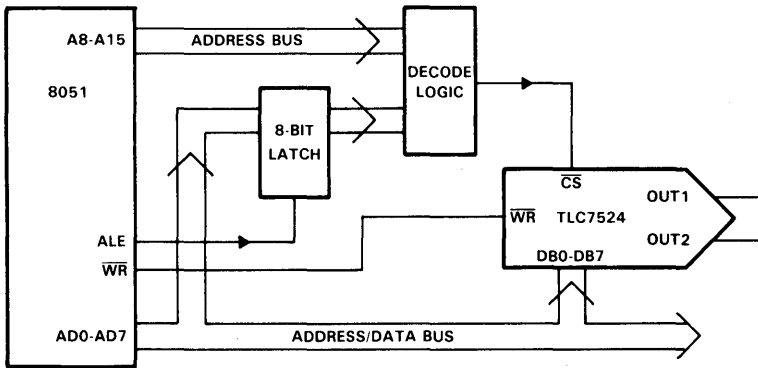 A8-A15
ADDRESS BUS
8051
DECODE
LOGIC
8-BIT
LATCH
CS
OUT1
WR
TLC7524
OUT2
DB0-DB7
ALE
WR
AD0-AD7
ADDRESS/DATA BUS